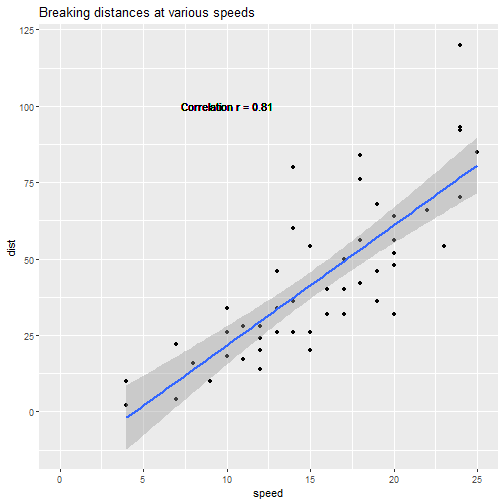 Breaking distances at various speeds
125
100
75
50
25
0
dist
Correlation r = 0.81
0 5 10 15 20 25
speed